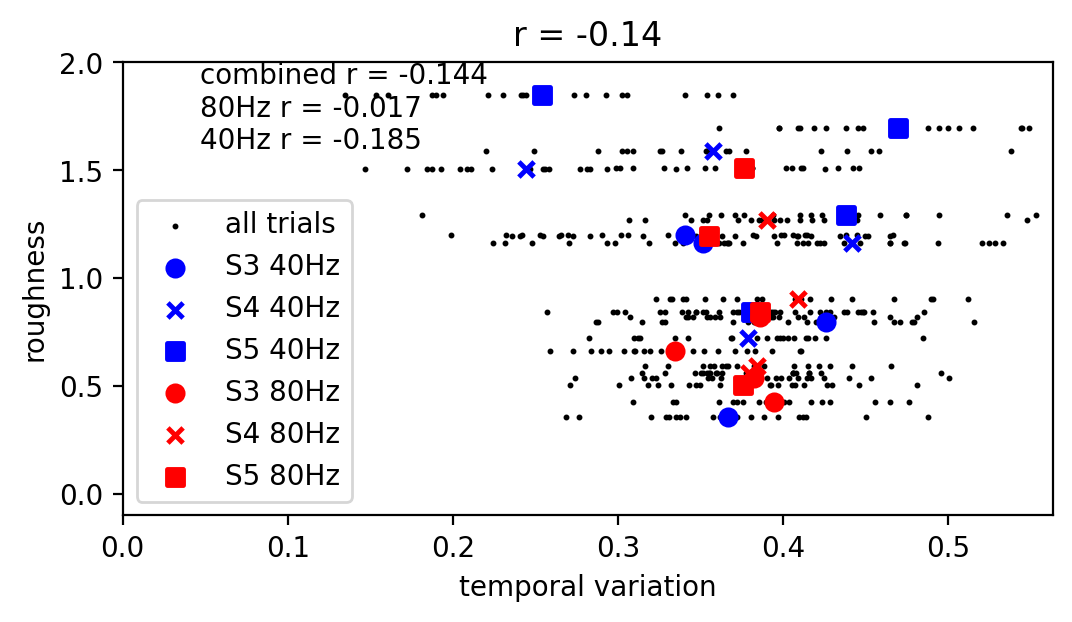 r = -0.14
combined r = -0.144
80Hz r = -0.017
40Hz r = -0.185
2.0
1.5
1.0
0.5
0.0
roughness
all trials
S3 40Hz
S4 40Hz
S5 40Hz
S3 80Hz
S4 80Hz
S5 80Hz
0.0 0.1 0.2 0.3 0.4 0.5
temporal variation